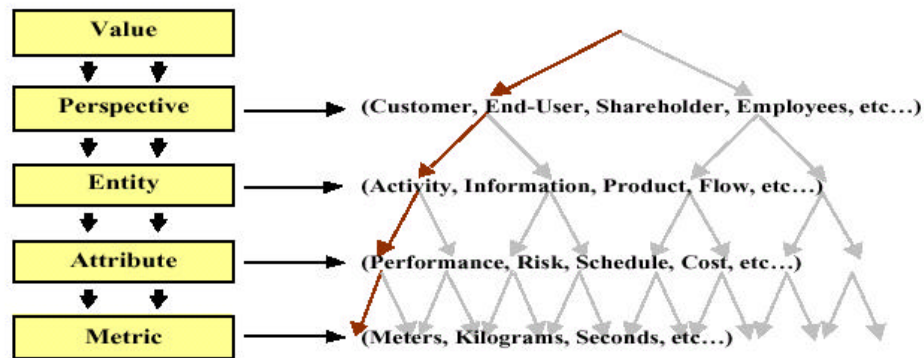 Value
Perspective
(Customer, End-User, Shareholder, Employees, etc…)
Entity
(Activity, Information, Product, Flow, etc…)
Attribute
(Performance, Risk, Schedule, Cost, etc…)
Metric
(Meters, Kilograms, Seconds, etc…)